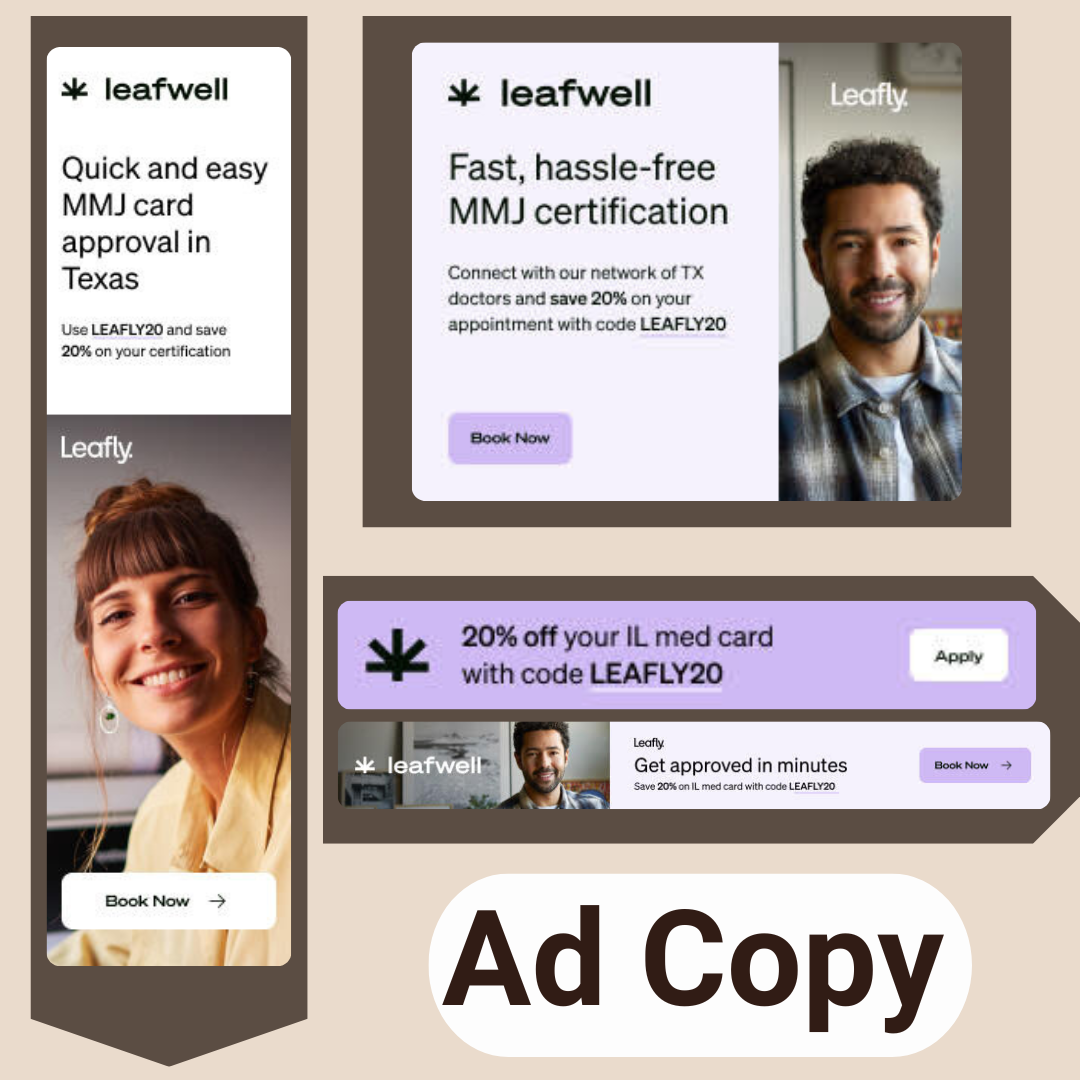 leafwell
Quick and easy
MMJ card
approval in
Texas
Use LEAFLY20 and save
20% on your certification
Leafly.
Book Now
leafwell
Fast, hassle-free
MMJ certification
Connect with our network of TX
doctors and save 20% on your
appointment with code LEAFLY20
Book Now
Leafly.
20% off your IL med card
with code LEAFLY20
Apply
leafwell
Leafly.
Get approved in minutes
Save 20% on IL med card with code LEAFLY20
Book Now
Ad Copy